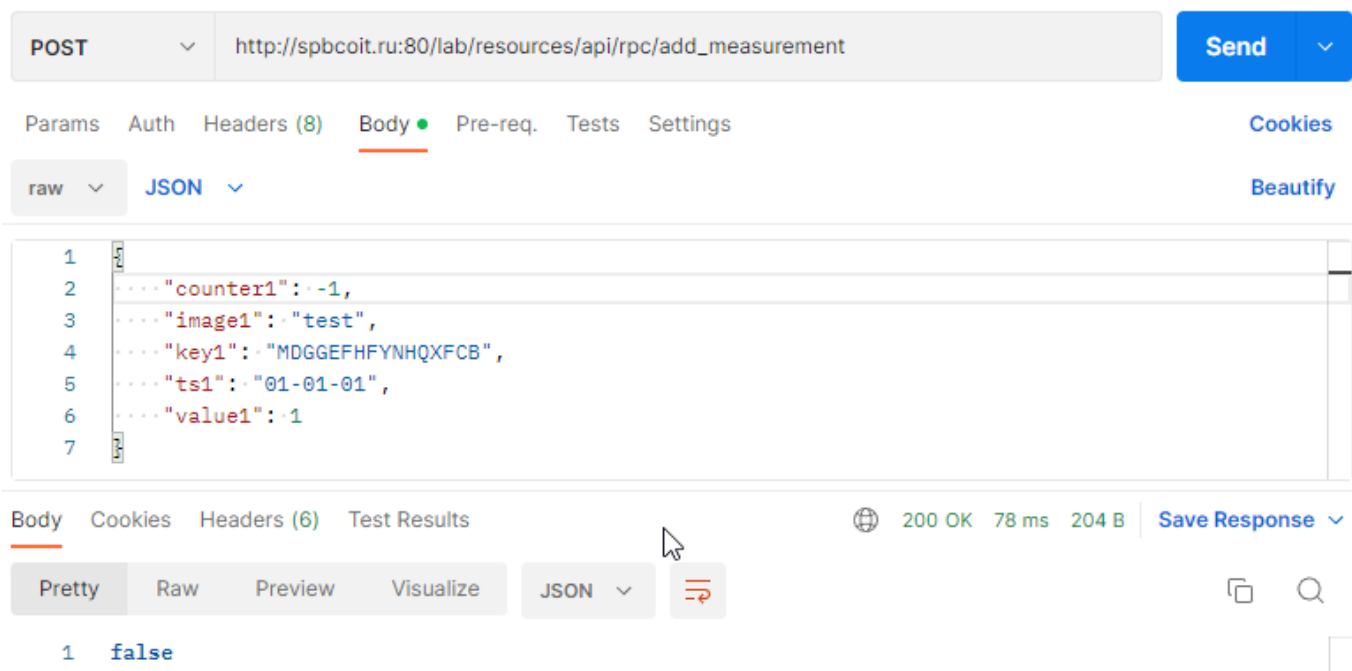 POST http://spbcoit.ru:80/lab/resources/api/rpc/add_measurement Send
Params Auth Headers (8) Body Pre-req. Tests Settings Cookies
raw JSON Beautify
1 {
2 "counter1": -1,
3 "image1": "test",
4 "key1": "MDGGEFHFYNHQXFCB",
5 "ts1": "01-01-01",
6 "value1": 1
7 }
Body Cookies Headers (6) Test Results 200 OK 78 ms 204 B Save Response
Pretty Raw Preview Visualize JSON
1 false